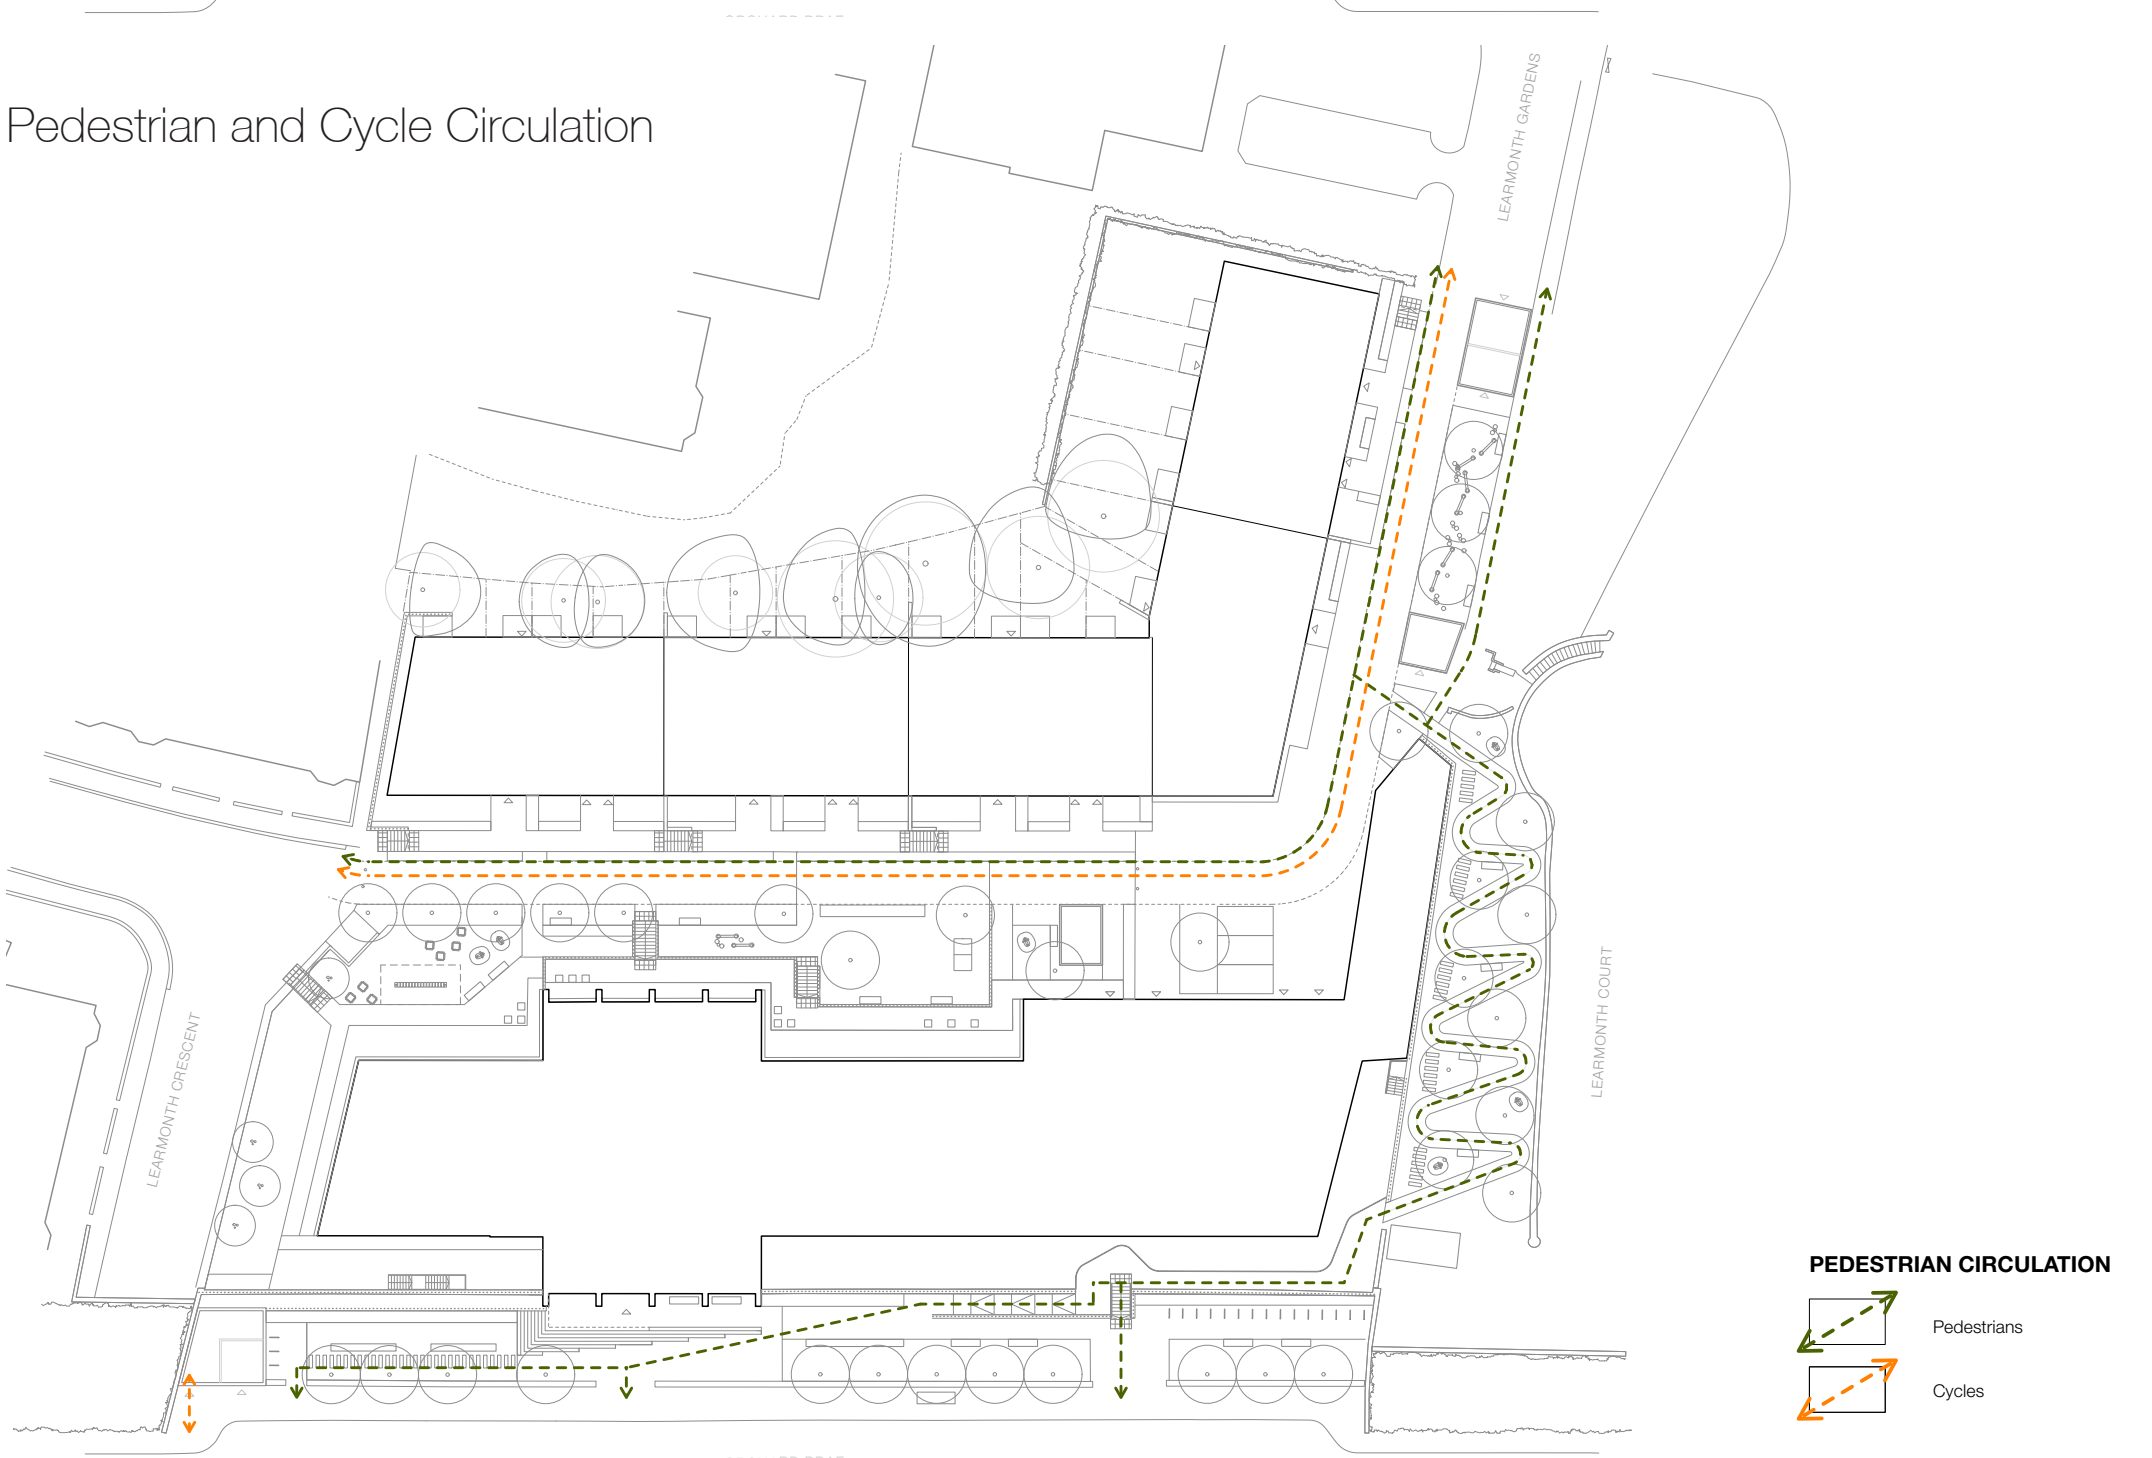 Pedestrian and Cycle Circulation
LEARMONTH GARDENS
LEARMONTH CRESCENT
LEARMONTH COURT
PEDESTRIAN CIRCULATION
Pedestrians
Cycles